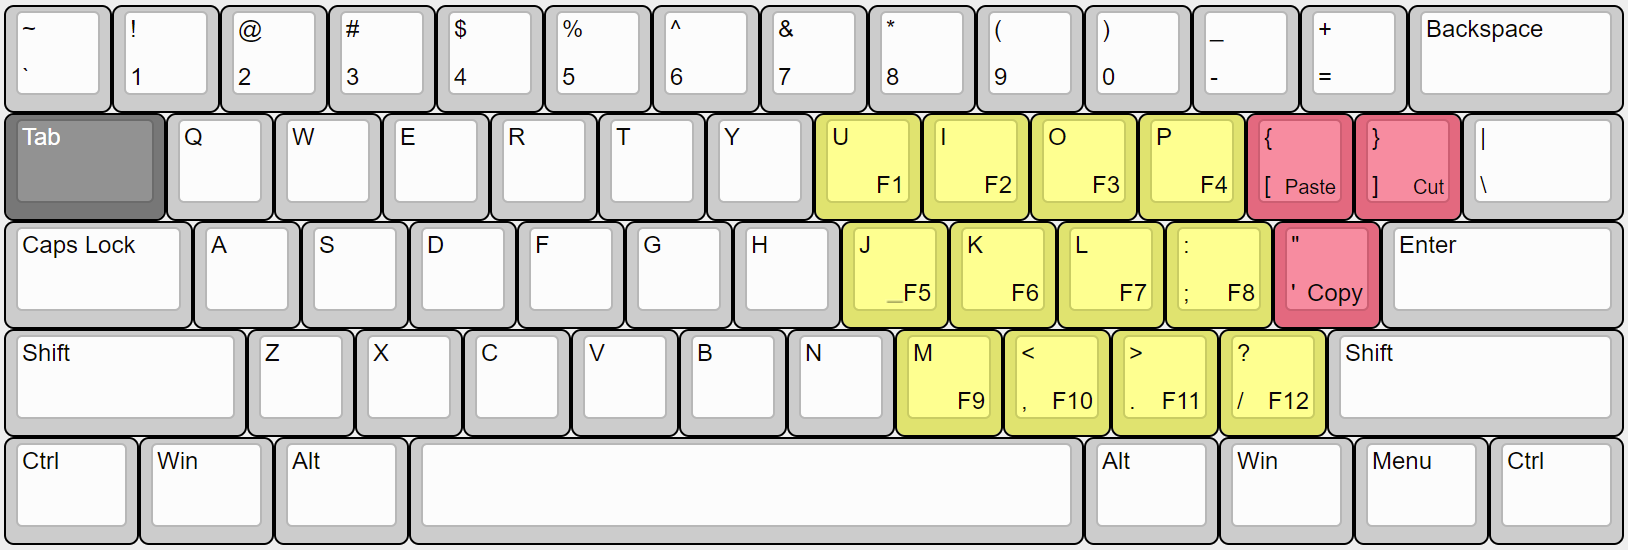 ~ ! @ # $ % ^ & * ( ) _ + Backspace
` 1 2 3 4 5 6 7 8 9 0 - =
Tab Q W E R T Y U I O P { } |
F1 F2 F3 F4 [ Paste ] Cut \
Caps Lock A S D F G H J K L : " Enter
_F5 F6 F7 ; F8 ' Copy
Shift Z X C V B N M < > ? Shift
F9 , F10 . F11 / F12
Ctrl Win Alt Alt Win Menu Ctrl